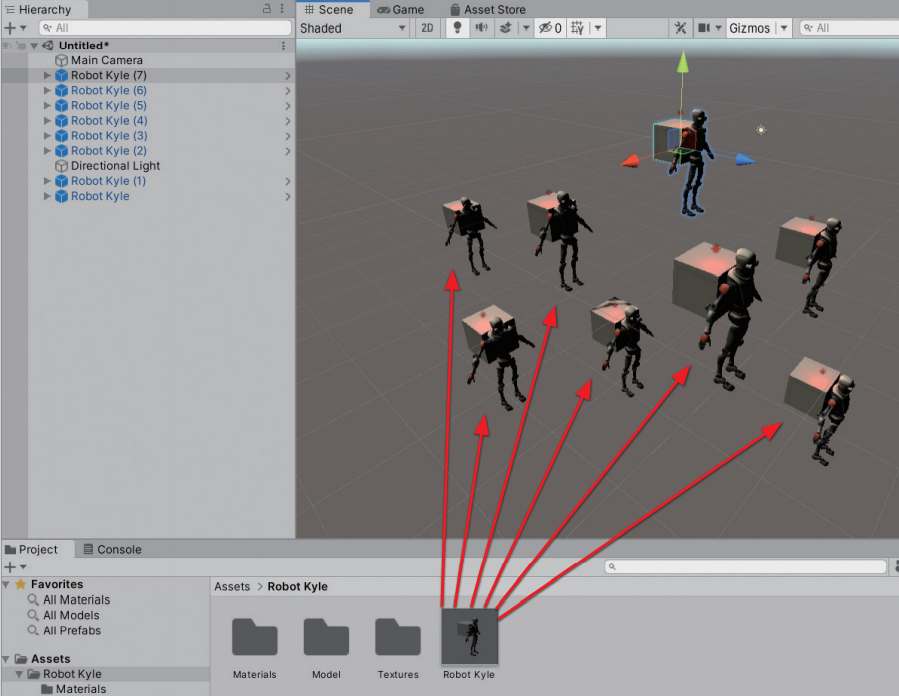 Hierarchy
All
Untitled*
Main Camera
Robot Kyle (7)
Robot Kyle (6)
Robot Kyle (5)
Robot Kyle (4)
Robot Kyle (3)
Robot Kyle (2)
Directional Light
Robot Kyle (1)
Robot Kyle
Scene Game Asset Store
Shaded 2D 0 Gizmos All
Project Console
Favorites
All Materials
All Models
All Prefabs
Assets
Robot Kyle
Materials
Assets > Robot Kyle
Materials Model Textures Robot Kyle